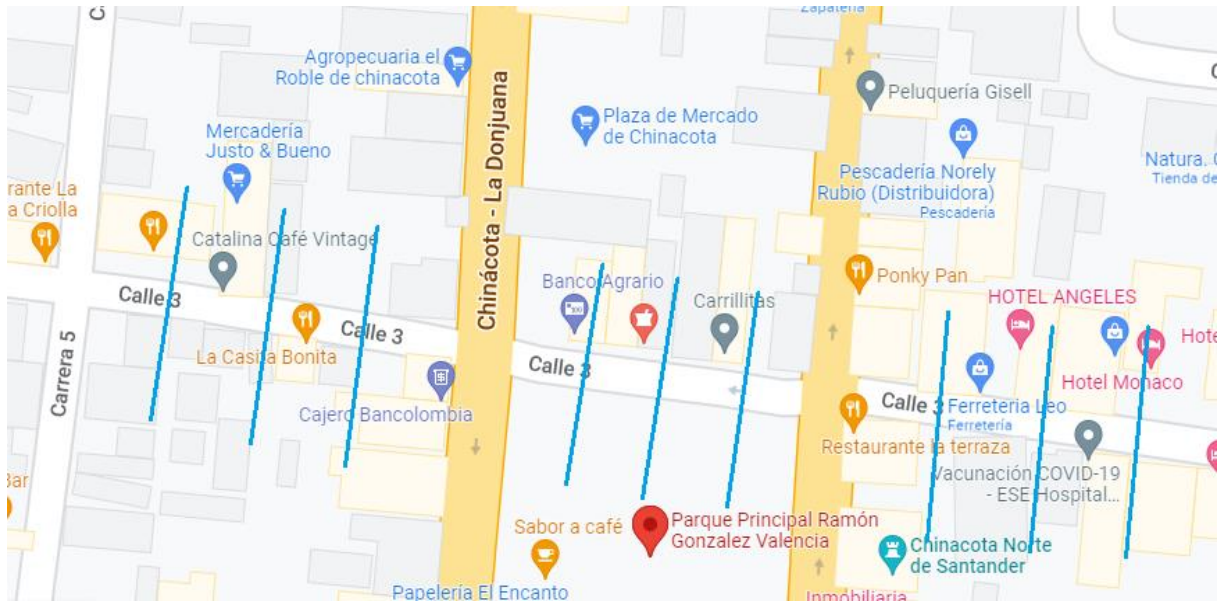 Zapatería
Agropecuaria el
Roble de chinacota
Chinácota - La Donjuana
Peluquería Gisell
Plaza de Mercado
de Chinacota
Mercadería
Justo & Bueno
Pescadería Norely
Rubio (Distribuidora)
Pescadería
Natura.
Tienda de
rante La
a Criolla
Catalina Café Vintage
Banco Agrario
Ponky Pan
Carrillitas
HOTEL ANGELES
Calle 3
Calle 3
La Casita Bonita
Calle 3
Hotel Monaco
Hote
Carrera 5
Cajero Bancolombia
Calle 3
Ferreteria Leo
Ferretería
Restaurante la terraza
Vacunación COVID-19
- ESE Hospital...
Bar
Sabor a café
Parque Principal Ramón
Gonzalez Valencia
Chinacota Norte
de Santander
Papelería El Encanto
Inmobiliaria